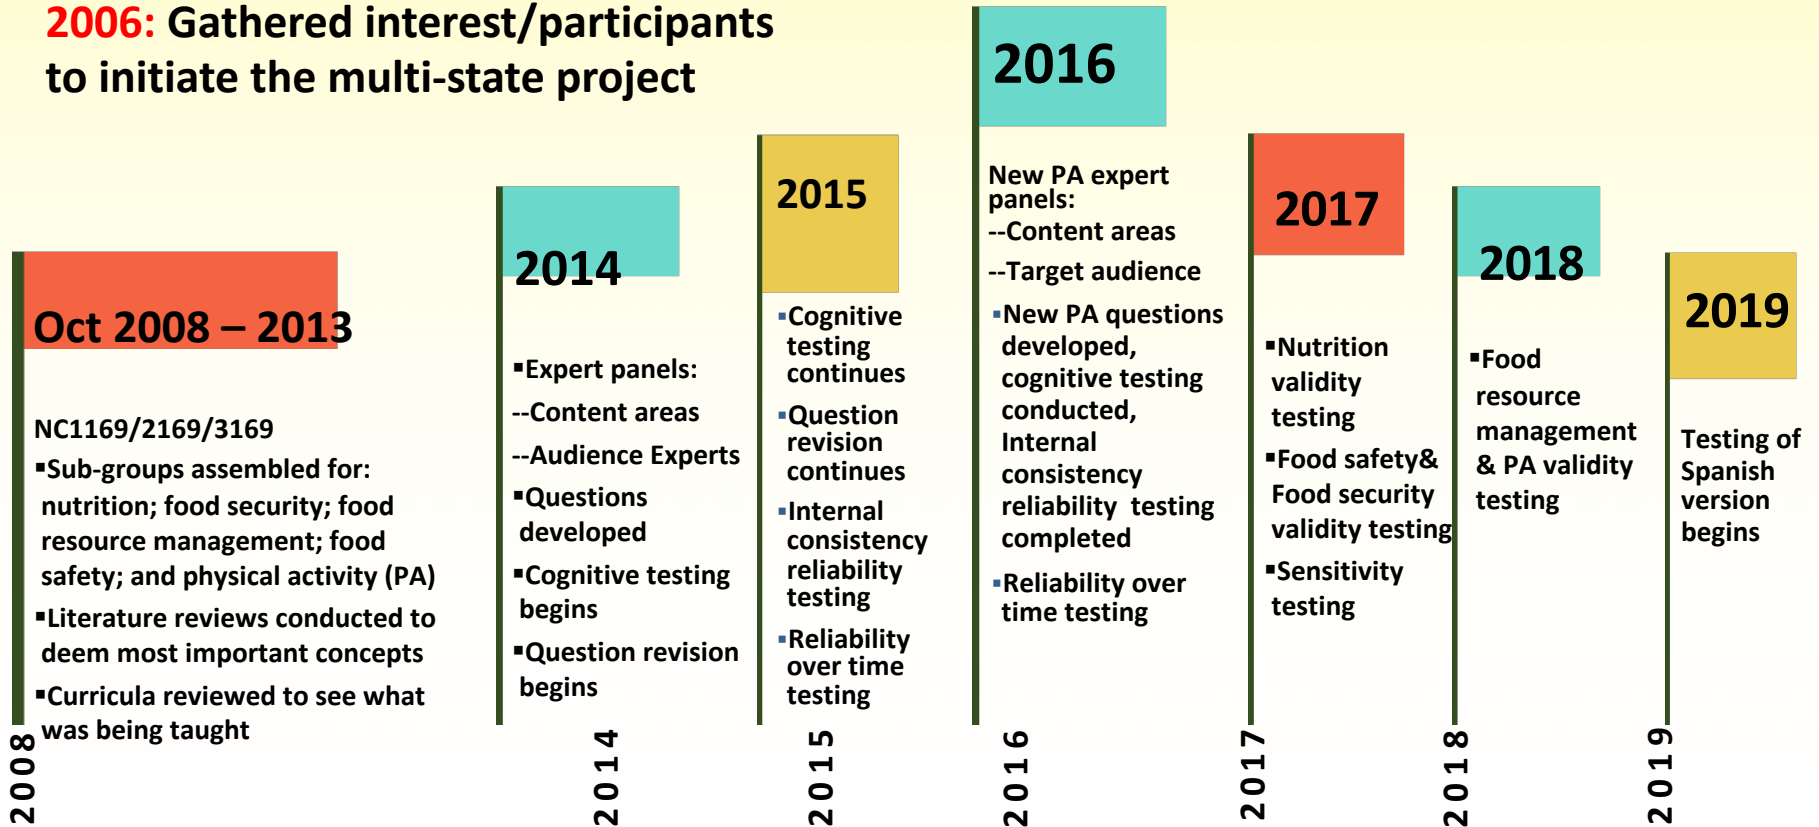 2006: Gathered interest/participants
to initiate the multi-state project
Oct 2008 – 2013
NC1169/2169/3169
▪Sub-groups assembled for:
nutrition; food security; food
resource management; food
safety; and physical activity (PA)
▪Literature reviews conducted to
deem most important concepts
▪Curricula reviewed to see what
was being taught
2014
▪Expert panels:
--Content areas
--Audience Experts
▪Questions
developed
▪Cognitive testing
begins
▪Question revision
begins
2015
▪Cognitive
testing
continues
▪Question
revision
continues
▪Internal
consistency
reliability
testing
▪Reliability
over time
testing
2016
New PA expert
panels:
--Content areas
--Target audience
▪New PA questions
developed,
cognitive testing
conducted,
Internal
consistency
reliability testing
completed
▪Reliability over
time testing
2017
▪Nutrition
validity
testing
▪Food safety&
Food security
validity testing
▪Sensitivity
testing
2018
▪Food
resource
management
& PA validity
testing
2019
Testing of
Spanish
version
begins
2008
2014
2015
2016
2017
2018
2019